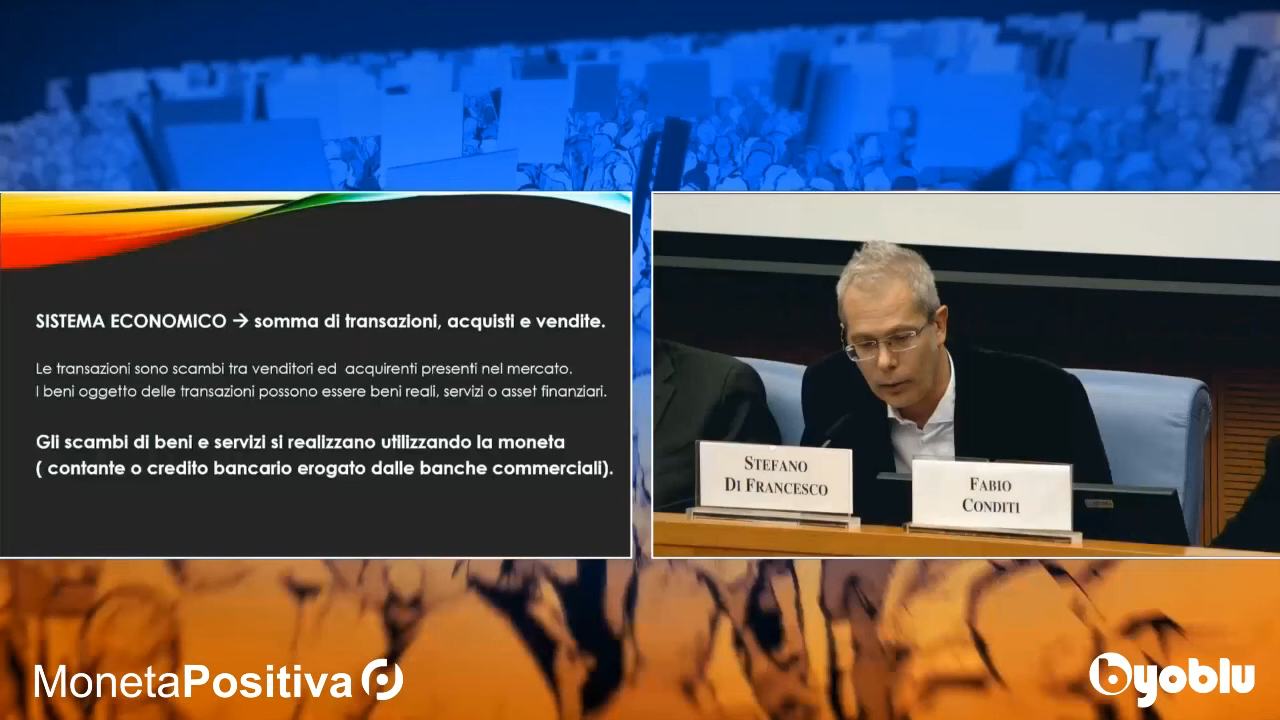 SISTEMA ECONOMICO → somma di transazioni, acquisti e vendite.
Le transazioni sono scambi tra venditori ed acquirenti presenti nel mercato.
I beni oggetto delle transazioni possono essere beni reali, servizi o asset finanziari.
Gli scambi di beni e servizi si realizzano utilizzando la moneta
( contante o credito bancario erogato dalle banche commerciali).
STEFANO
DI FRANCESCO
FABIO
CONDITI
MonetaPositiva
byoblu